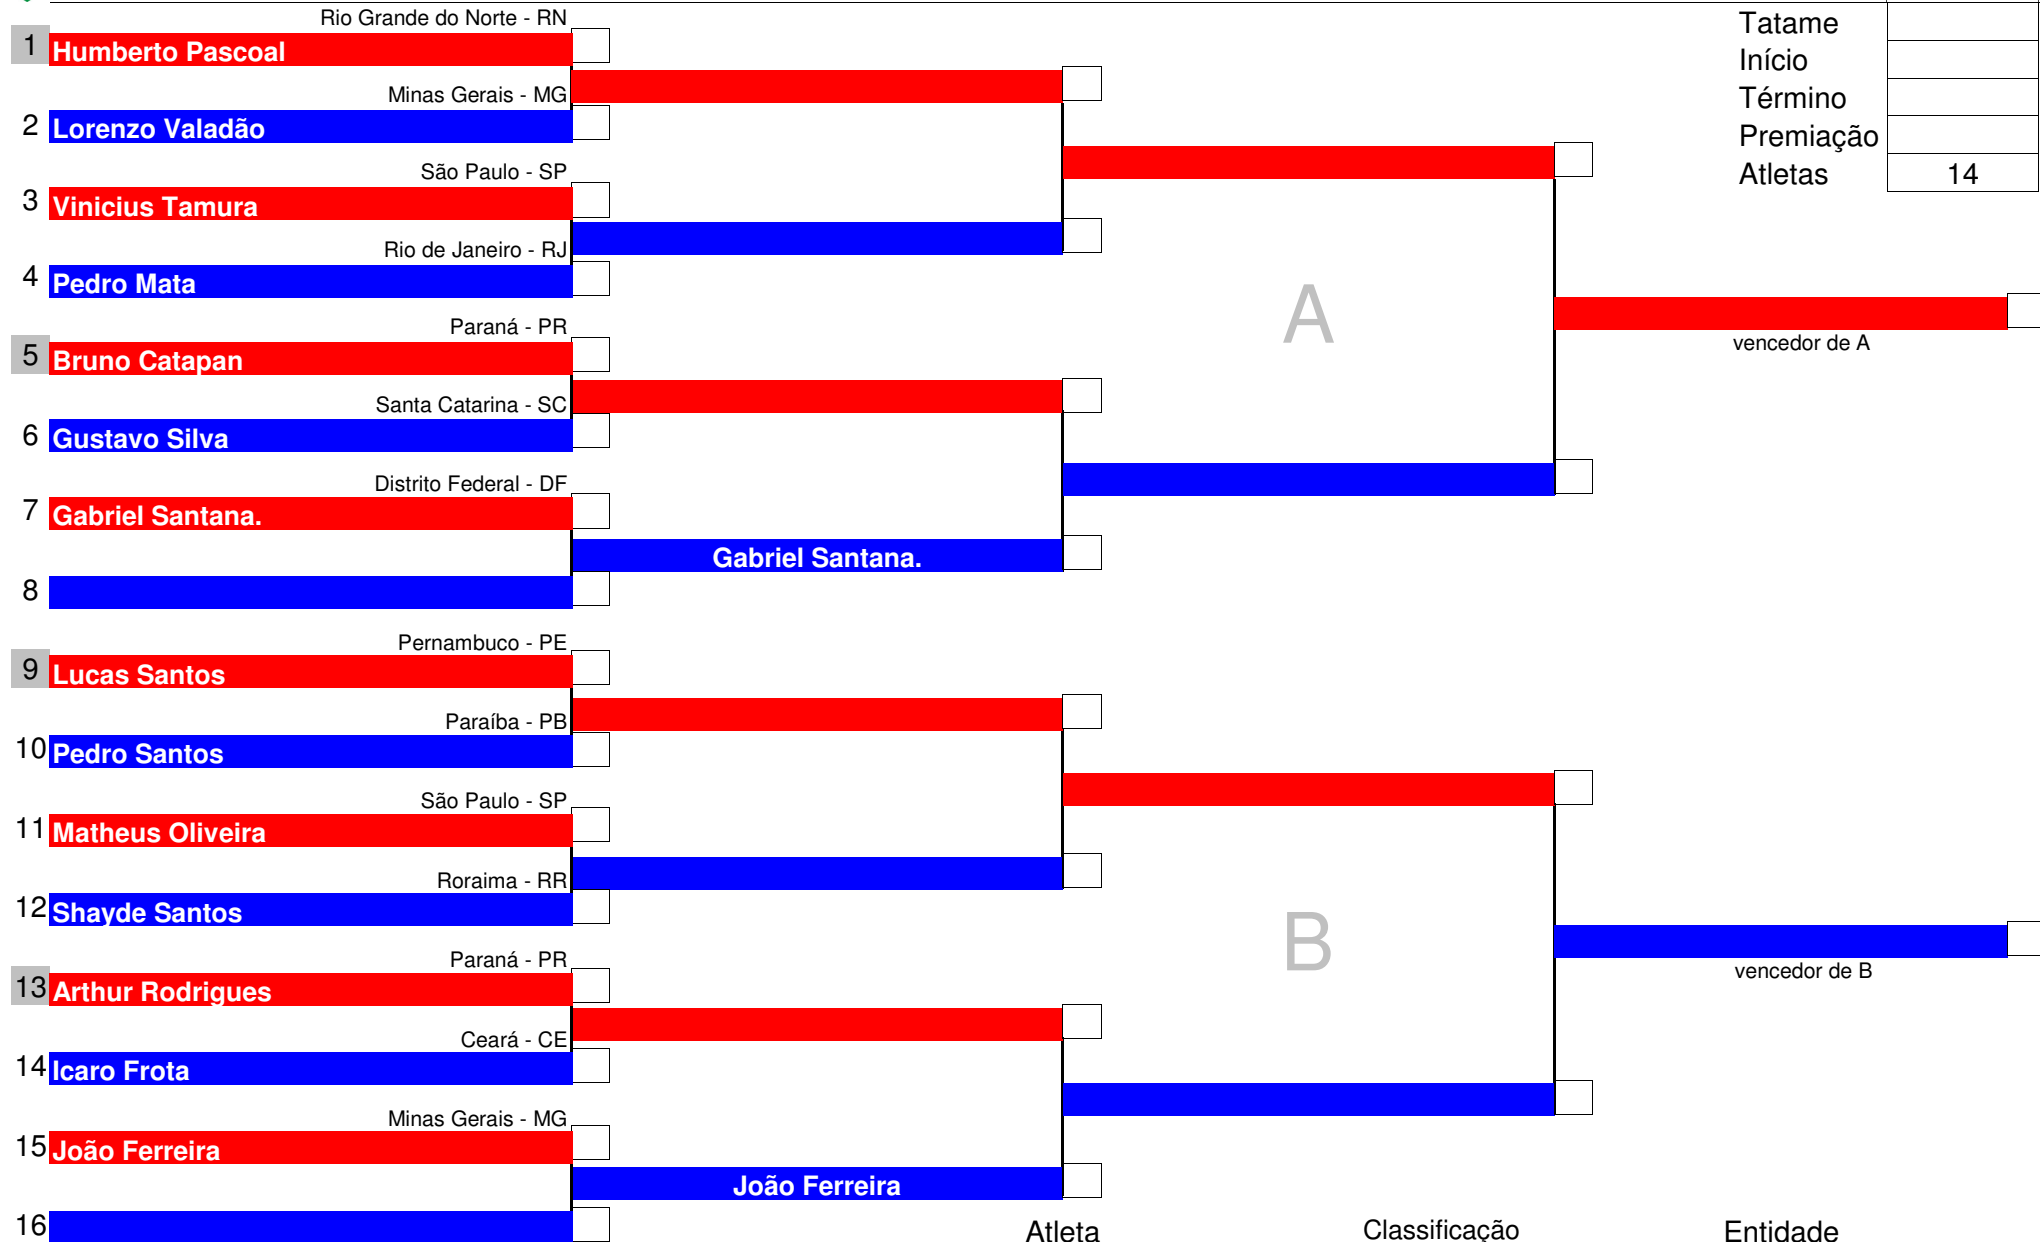 Rio Grande do Norte - RN
1 Humberto Pascoal
Minas Gerais - MG
2 Lorenzo Valadão
São Paulo - SP
3 Vinicius Tamura
Rio de Janeiro - RJ
4 Pedro Mata
Paraná - PR
5 Bruno Catapan
Santa Catarina - SC
6 Gustavo Silva
Distrito Federal - DF
7 Gabriel Santana.
Gabriel Santana.
8
Pernambuco - PE
9 Lucas Santos
Paraíba - PB
10 Pedro Santos
São Paulo - SP
11 Matheus Oliveira
Roraima - RR
12 Shayde Santos
Paraná - PR
13 Arthur Rodrigues
Ceará - CE
14 Icaro Frota
Minas Gerais - MG
15 João Ferreira
João Ferreira
16
A
B
vencedor de A
vencedor de B
Tatame
Início
Término
Premiação
Atletas 14
Atleta Classificação Entidade